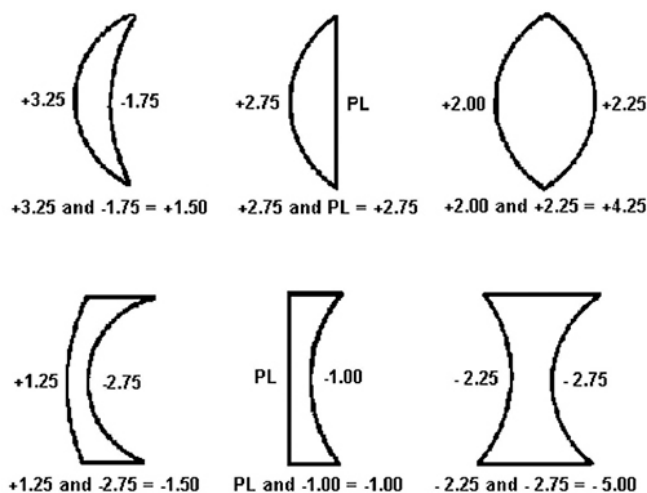 +3.25 -1.75 +2.75 PL +2.00 +2.25
+3.25 and -1.75 = +1.50 +2.75 and PL = +2.75 +2.00 and +2.25 = +4.25
+1.25 -2.75 PL -1.00 - 2.25 - 2.75
+1.25 and -2.75 = -1.50 PL and -1.00 = -1.00 - 2.25 and - 2.75 = - 5.00